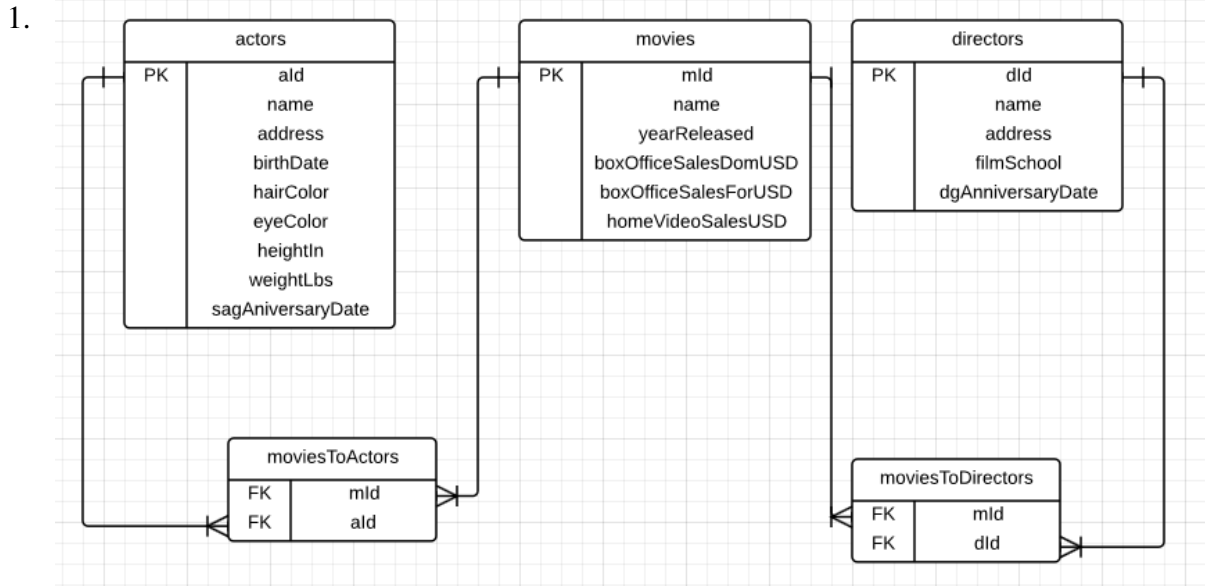 1.
actors
PK aId
name
address
birthDate
hairColor
eyeColor
heightIn
weightLbs
sagAniversaryDate
movies
PK mId
name
yearReleased
boxOfficeSalesDomUSD
boxOfficeSalesForUSD
homeVideoSalesUSD
directors
PK dId
name
address
filmSchool
dgAnniversaryDate
moviesToActors
FK mId
FK aId
moviesToDirectors
FK mId
FK dId